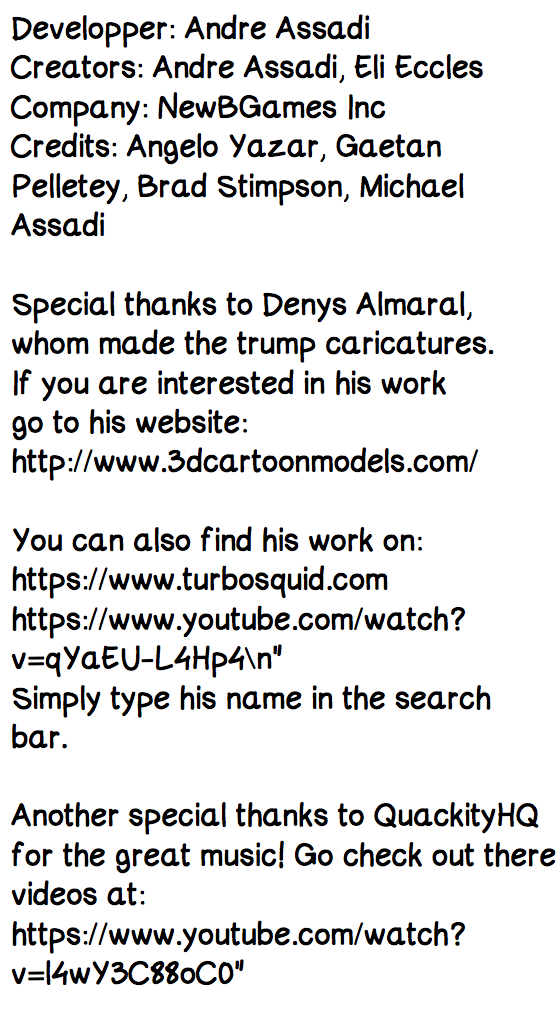 Developper: Andre Assadi
Creators: Andre Assadi, Eli Eccles
Company: NewBGames Inc
Credits: Angelo Yazar, Gaetan
Pelletey, Brad Stimpson, Michael
Assadi

Special thanks to Denys Almaral,
whom made the trump caricatures.
If you are interested in his work
go to his website:
http://www.3dcartoonmodels.com/

You can also find his work on:
https://www.turbosquid.com
https://www.youtube.com/watch?
v=qYaEU-L4Hp4\n"
Simply type his name in the search
bar.

Another special thanks to QuackityHQ
for the great music! Go check out there
videos at:
https://www.youtube.com/watch?
v=l4wY3C88oC0"